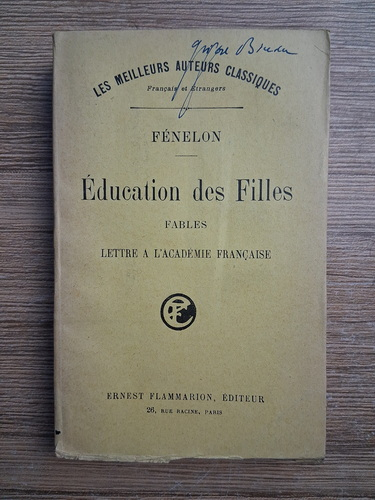 LES MEILLEURS AUTEURS CLASSIQUES
Français et Étrangers
FÉNELON
Éducation des Filles
FABLES
LETTRE A L'ACADÉMIE FRANÇAISE
ERNEST FLAMMARION, ÉDITEUR
26, RUE RACINE, PARIS